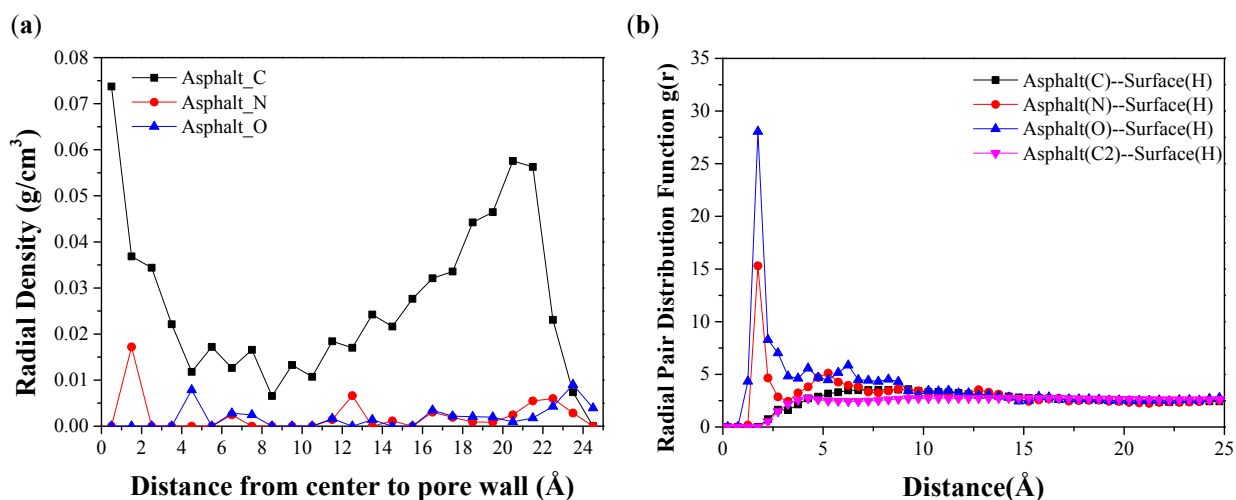 (a)
0.08
0.07
0.06
0.05
0.04
0.03
0.02
0.01
0.00
Radial Density (g/cm³)
Asphalt_C
Asphalt_N
Asphalt_O
0 2 4 6 8 10 12 14 16 18 20 22 24
Distance from center to pore wall (Å)
(b)
35
30
25
20
15
10
5
0
Radial Pair Distribution Function g(r)
Asphalt(C)--Surface(H)
Asphalt(N)--Surface(H)
Asphalt(O)--Surface(H)
Asphalt(C2)--Surface(H)
0 5 10 15 20 25
Distance(Å)